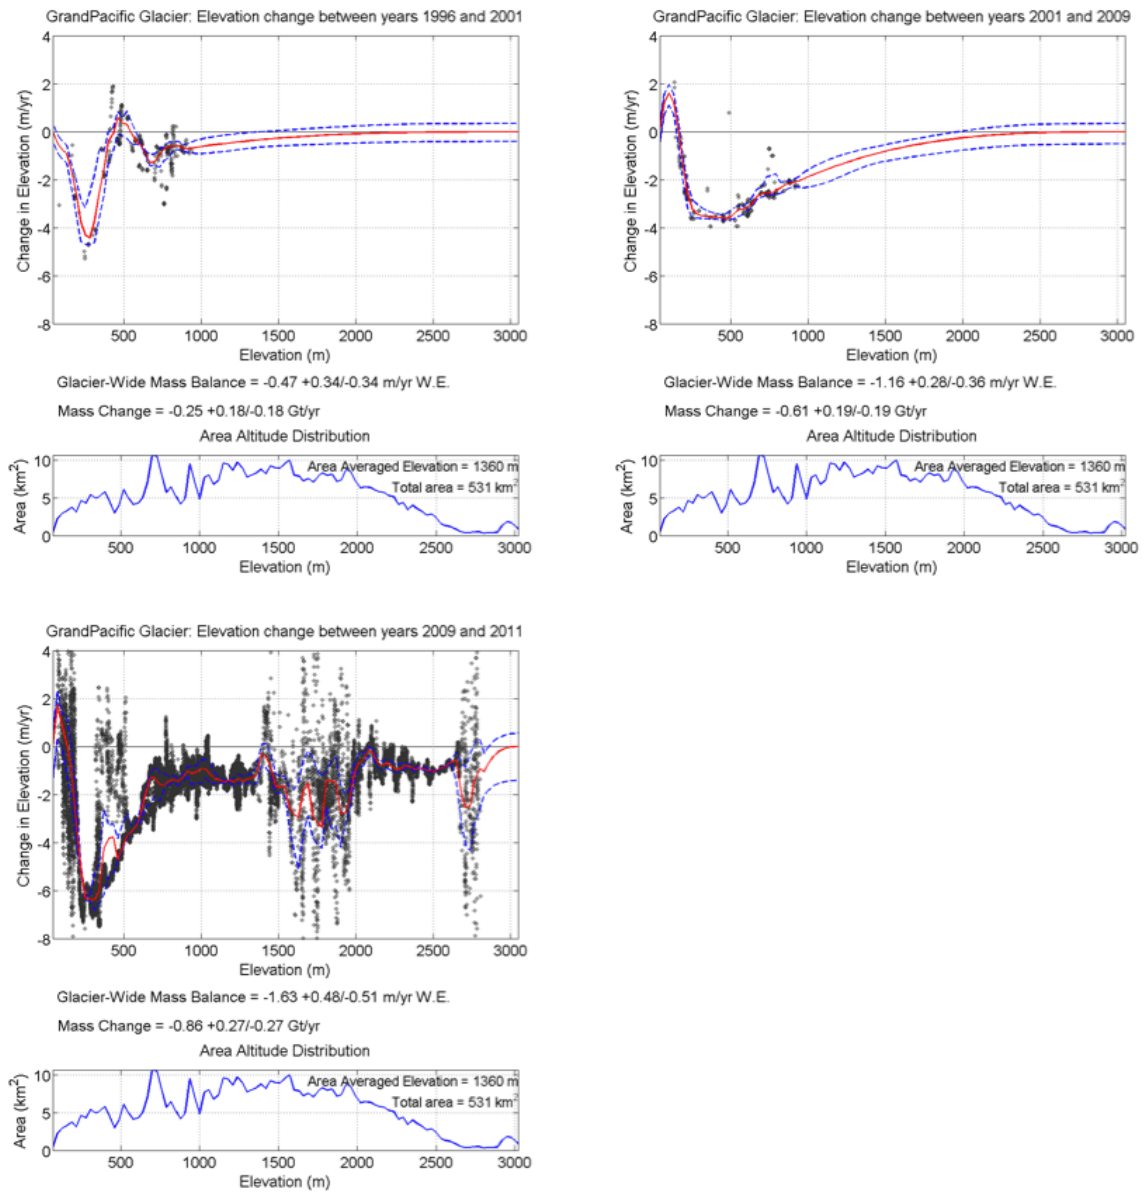 GrandPacific Glacier: Elevation change between years 1996 and 2001
4
2
0
-2
-4
-6
-8
Change in Elevation (m/yr)
500 1000 1500 2000 2500 3000
Elevation (m)
Glacier-Wide Mass Balance = -0.47 +0.34/-0.34 m/yr W.E.
Mass Change = -0.25 +0.18/-0.18 Gt/yr
Area Altitude Distribution
10
5
0
Area (km²)
Area Averaged Elevation = 1360 m
Total area = 531 km²
500 1000 1500 2000 2500 3000
Elevation (m)
GrandPacific Glacier: Elevation change between years 2001 and 2009
4
2
0
-2
-4
-6
-8
Change in Elevation (m/yr)
500 1000 1500 2000 2500 3000
Elevation (m)
Glacier-Wide Mass Balance = -1.16 +0.28/-0.36 m/yr W.E.
Mass Change = -0.61 +0.19/-0.19 Gt/yr
Area Altitude Distribution
10
5
0
Area (km²)
Area Averaged Elevation = 1360 m
Total area = 531 km²
500 1000 1500 2000 2500 3000
Elevation (m)
GrandPacific Glacier: Elevation change between years 2009 and 2011
4
2
0
-2
-4
-6
-8
Change in Elevation (m/yr)
500 1000 1500 2000 2500 3000
Elevation (m)
Glacier-Wide Mass Balance = -1.63 +0.48/-0.51 m/yr W.E.
Mass Change = -0.86 +0.27/-0.27 Gt/yr
Area Altitude Distribution
10
5
0
Area (km²)
Area Averaged Elevation = 1360 m
Total area = 531 km²
500 1000 1500 2000 2500 3000
Elevation (m)